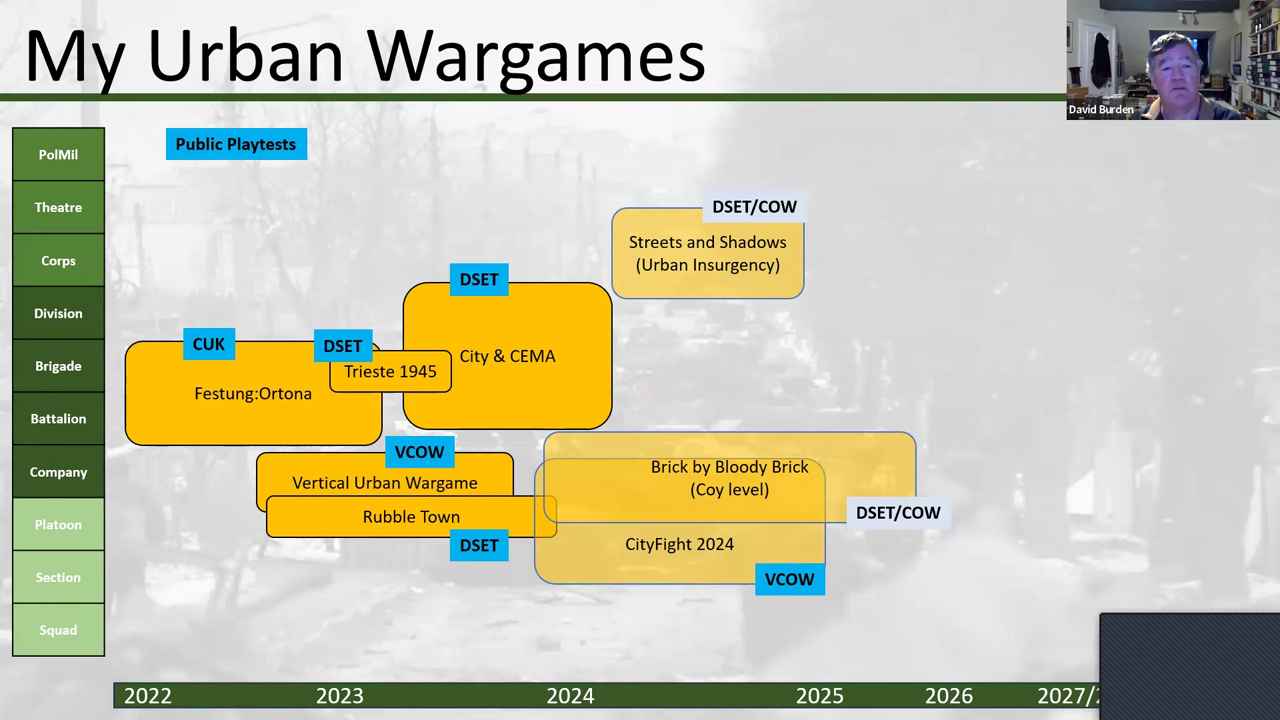 My Urban Wargames
David Burden
PolMil
Theatre
Corps
Division
Brigade
Battalion
Company
Platoon
Section
Squad
Public Playtests
DSET/COW
Streets and Shadows
(Urban Insurgency)
DSET
City & CEMA
CUK
DSET
Trieste 1945
Festung:Ortona
VCOW
Vertical Urban Wargame
Rubble Town
DSET
Brick by Bloody Brick
(Coy level)
DSET/COW
CityFight 2024
VCOW
2022
2023
2024
2025
2026
2027/